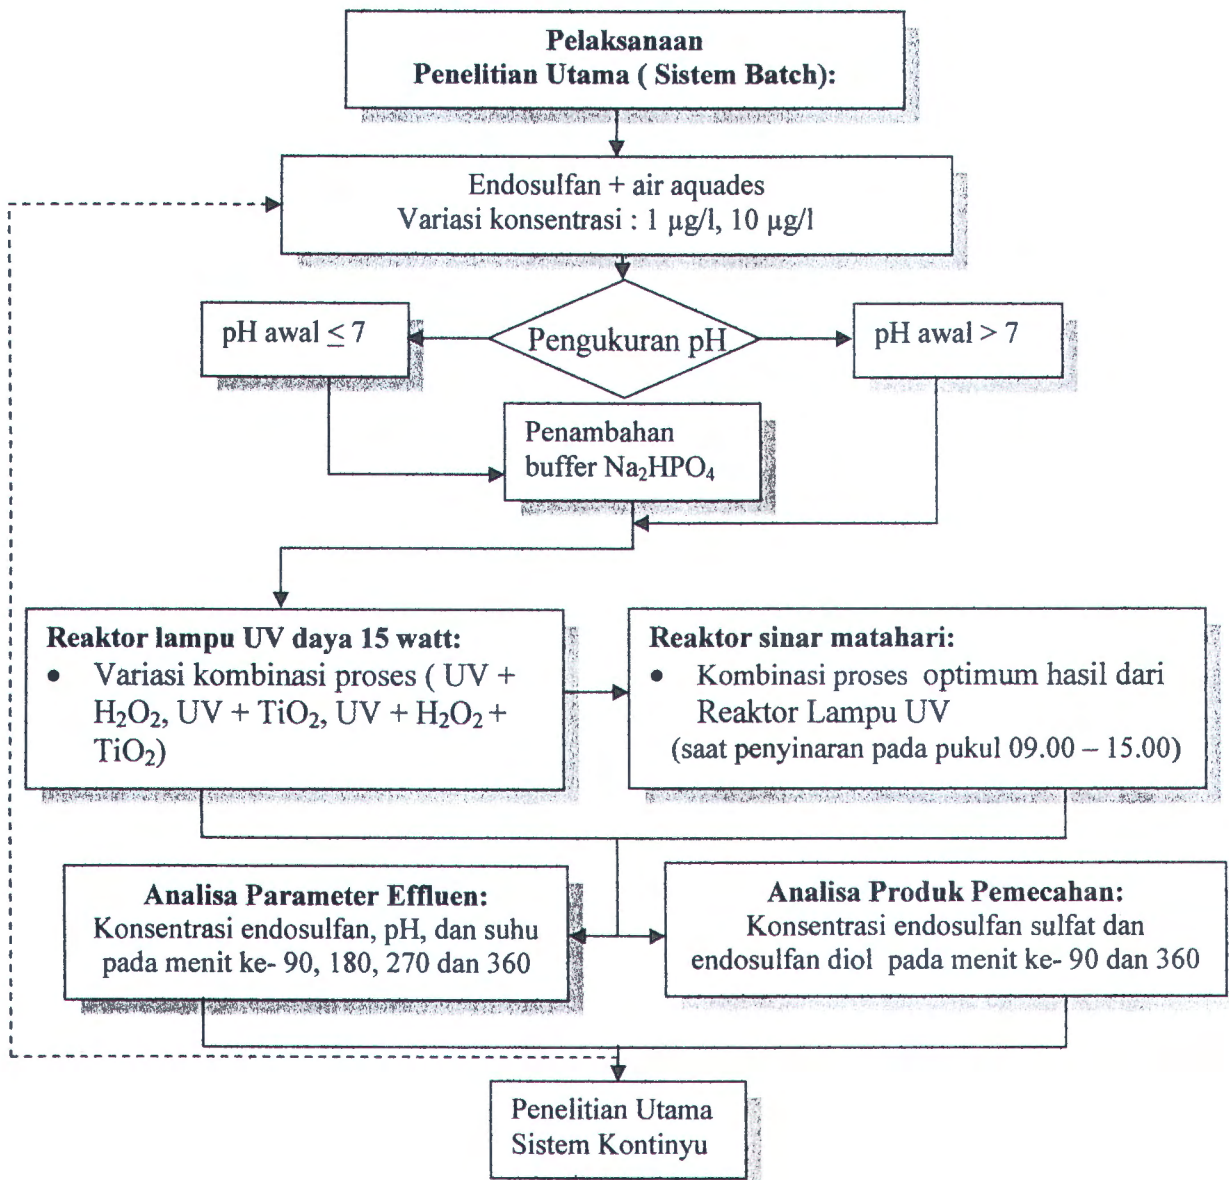 Pelaksanaan
Penelitian Utama ( Sistem Batch):
Endosulfan + air aquades
Variasi konsentrasi : 1 µg/l, 10 µg/l
pH awal ≤ 7
Pengukuran pH
pH awal > 7
Penambahan
buffer Na₂HPO₄
Reaktor lampu UV daya 15 watt:
• Variasi kombinasi proses ( UV +
H₂O₂, UV + TiO₂, UV + H₂O₂ +
TiO₂)
Reaktor sinar matahari:
• Kombinasi proses optimum hasil dari
Reaktor Lampu UV
(saat penyinaran pada pukul 09.00 – 15.00)
Analisa Parameter Effluen:
Konsentrasi endosulfan, pH, dan suhu
pada menit ke- 90, 180, 270 dan 360
Analisa Produk Pemecahan:
Konsentrasi endosulfan sulfat dan
endosulfan diol pada menit ke- 90 dan 360
Penelitian Utama
Sistem Kontinyu